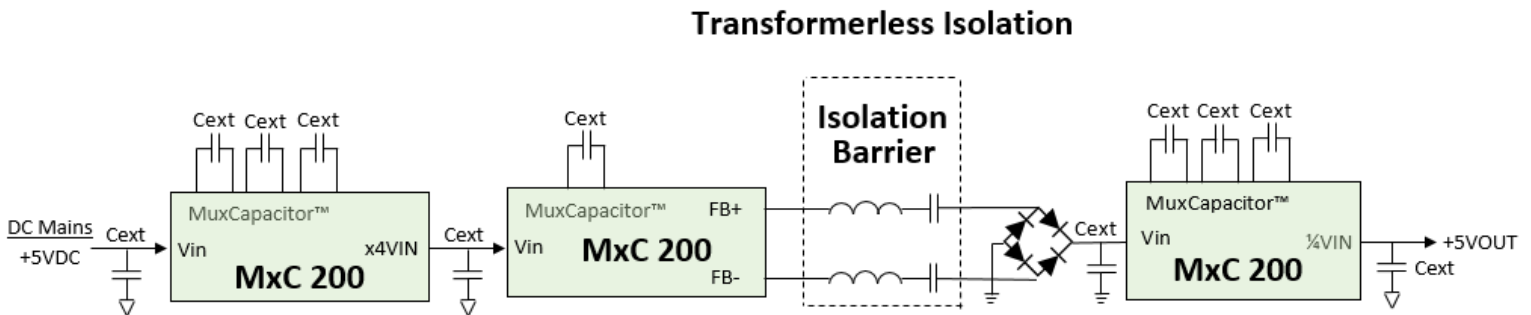 Transformerless Isolation
Isolation
Barrier
Cext Cext Cext
Cext
Cext Cext Cext
DC Mains
+5VDC
Cext
MuxCapacitor™
Vin
x4VIN
MxC 200
Cext
MuxCapacitor™
FB+
Vin
MxC 200
FB-
Cext
MuxCapacitor™
Vin
¼VIN
MxC 200
+5VOUT
Cext